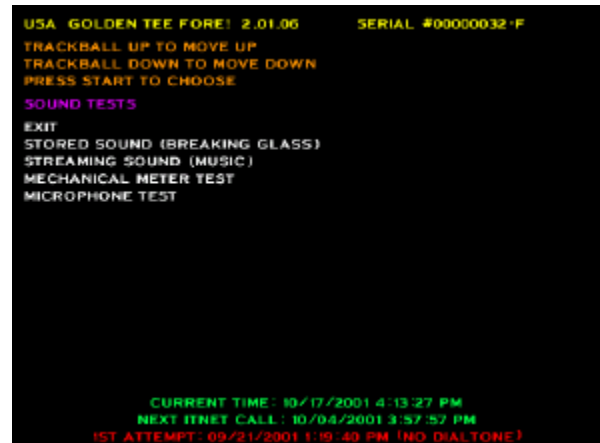 USA GOLDEN TEE FORE! 2.01.06 SERIAL #00000032-F
TRACKBALL UP TO MOVE UP
TRACKBALL DOWN TO MOVE DOWN
PRESS START TO CHOOSE
SOUND TESTS
EXIT
STORED SOUND (BREAKING GLASS)
STREAMING SOUND (MUSIC)
MECHANICAL METER TEST
MICROPHONE TEST
CURRENT TIME: 10/17/2001 4:13:27 PM
NEXT ITNET CALL: 10/04/2001 3:57:57 PM
1ST ATTEMPT: 09/21/2001 1:19:40 PM (NO DIALTONE)